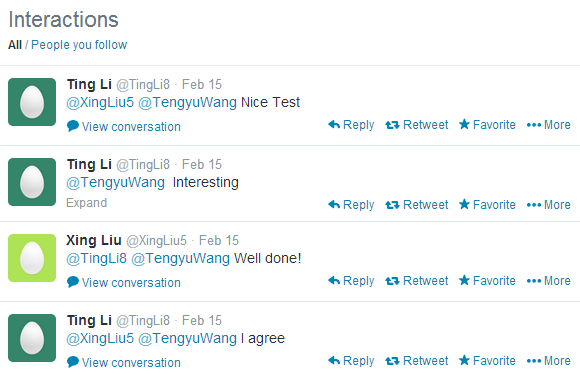 Interactions
All / People you follow
Ting Li @TingLi8 · Feb 15
@XingLiu5 @TengyuWang Nice Test
View conversation Reply Retweet Favorite More
Ting Li @TingLi8 · Feb 15
@TengyuWang Interesting
Expand Reply Retweet Favorite More
Xing Liu @XingLiu5 · Feb 15
@TingLi8 @TengyuWang Well done!
View conversation Reply Retweet Favorite More
Ting Li @TingLi8 · Feb 15
@XingLiu5 @TengyuWang I agree
View conversation Reply Retweet Favorite More